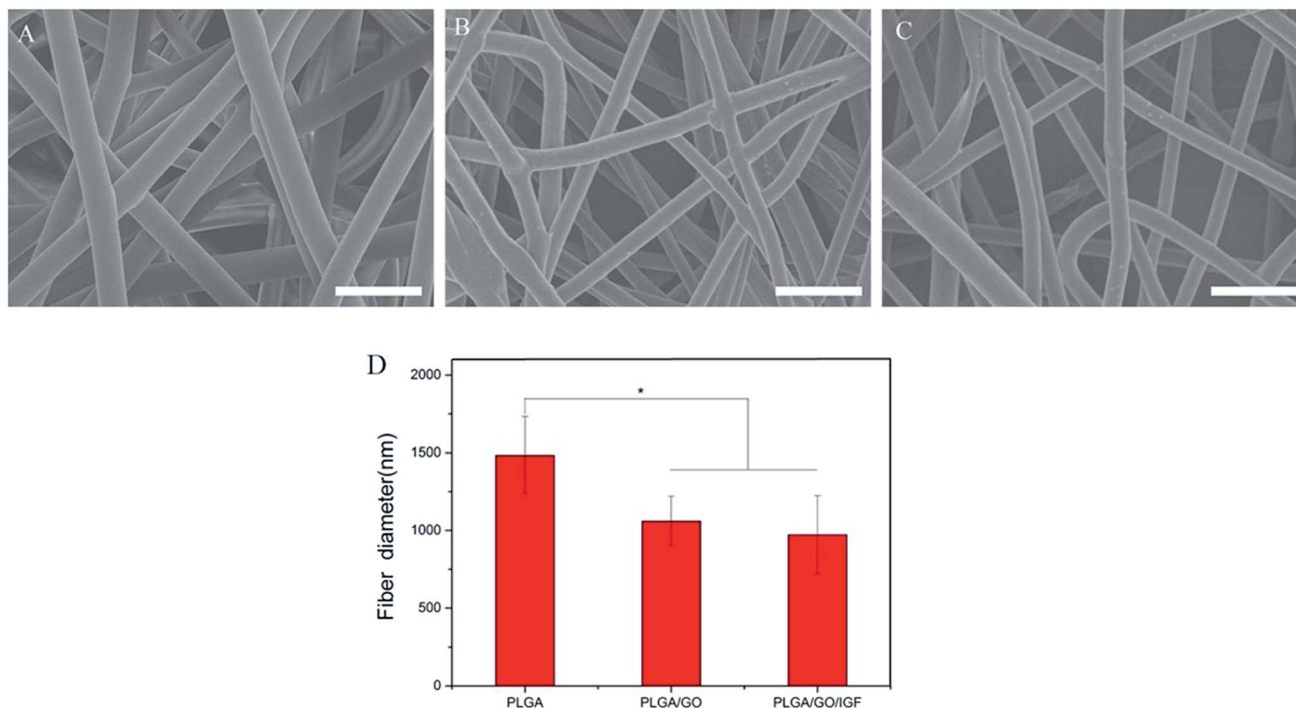 A
B
C
D
2000
1500
1000
500
0
Fiber diameter(nm)
*
PLGA
PLGA/GO
PLGA/GO/IGF